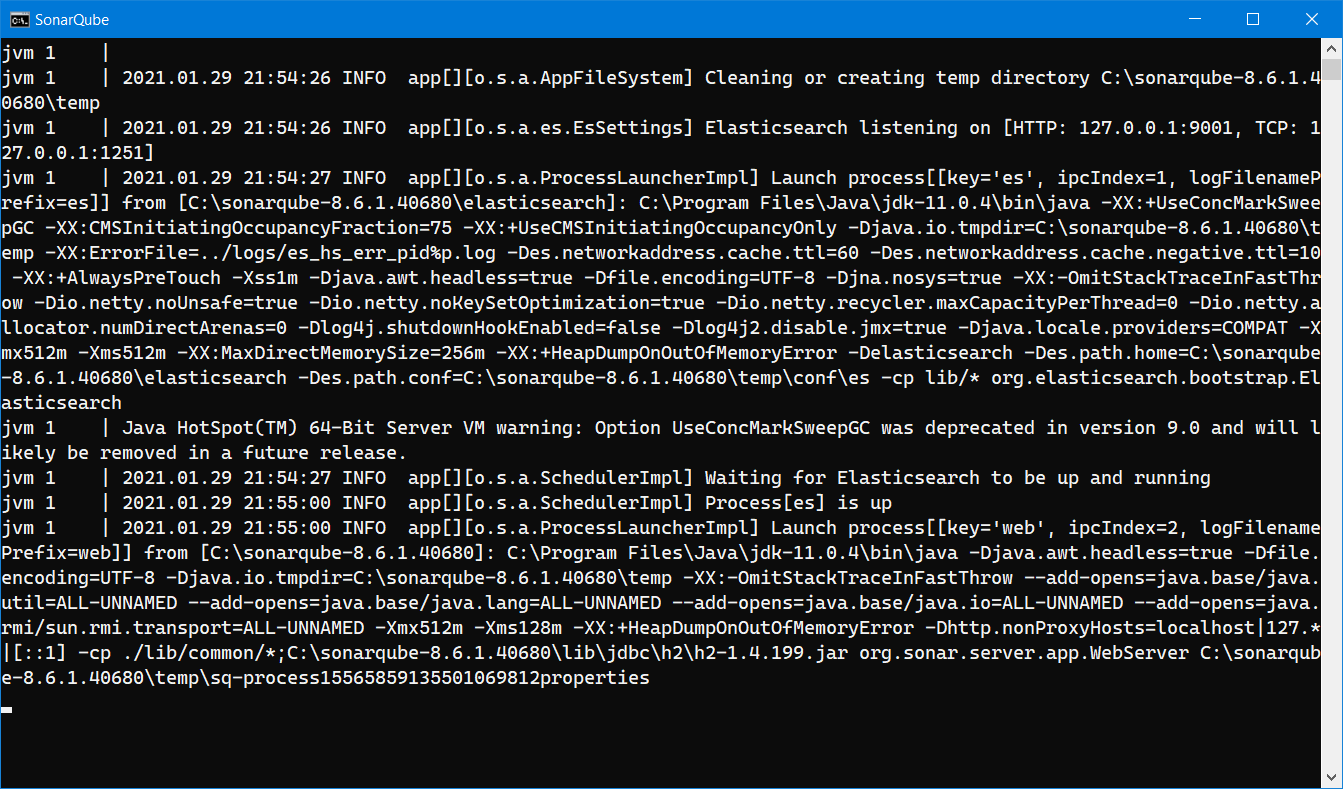 SonarQube
jvm 1    |
jvm 1    | 2021.01.29 21:54:26 INFO  app[][o.s.a.AppFileSystem] Cleaning or creating temp directory C:\sonarqube-8.6.1.4
0680\temp
jvm 1    | 2021.01.29 21:54:26 INFO  app[][o.s.a.es.EsSettings] Elasticsearch listening on [HTTP: 127.0.0.1:9001, TCP: 1
27.0.0.1:1251]
jvm 1    | 2021.01.29 21:54:27 INFO  app[][o.s.a.ProcessLauncherImpl] Launch process[[key='es', ipcIndex=1, logFilenameP
refix=es]] from [C:\sonarqube-8.6.1.40680\elasticsearch]: C:\Program Files\Java\jdk-11.0.4\bin\java -XX:+UseConcMarkSwee
pGC -XX:CMSInitiatingOccupancyFraction=75 -XX:+UseCMSInitiatingOccupancyOnly -Djava.io.tmpdir=C:\sonarqube-8.6.1.40680\t
emp -XX:ErrorFile=../logs/es_hs_err_pid%p.log -Des.networkaddress.cache.ttl=60 -Des.networkaddress.cache.negative.ttl=10
 -XX:+AlwaysPreTouch -Xss1m -Djava.awt.headless=true -Dfile.encoding=UTF-8 -Djna.nosys=true -XX:-OmitStackTraceInFastThr
ow -Dio.netty.noUnsafe=true -Dio.netty.noKeySetOptimization=true -Dio.netty.recycler.maxCapacityPerThread=0 -Dio.netty.a
llocator.numDirectArenas=0 -Dlog4j.shutdownHookEnabled=false -Dlog4j2.disable.jmx=true -Djava.locale.providers=COMPAT -X
mx512m -Xms512m -XX:MaxDirectMemorySize=256m -XX:+HeapDumpOnOutOfMemoryError -Delasticsearch -Des.path.home=C:\sonarqube
-8.6.1.40680\elasticsearch -Des.path.conf=C:\sonarqube-8.6.1.40680\temp\conf\es -cp lib/* org.elasticsearch.bootstrap.El
asticsearch
jvm 1    | Java HotSpot(TM) 64-Bit Server VM warning: Option UseConcMarkSweepGC was deprecated in version 9.0 and will l
ikely be removed in a future release.
jvm 1    | 2021.01.29 21:54:27 INFO  app[][o.s.a.SchedulerImpl] Waiting for Elasticsearch to be up and running
jvm 1    | 2021.01.29 21:55:00 INFO  app[][o.s.a.SchedulerImpl] Process[es] is up
jvm 1    | 2021.01.29 21:55:00 INFO  app[][o.s.a.ProcessLauncherImpl] Launch process[[key='web', ipcIndex=2, logFilename
Prefix=web]] from [C:\sonarqube-8.6.1.40680]: C:\Program Files\Java\jdk-11.0.4\bin\java -Djava.awt.headless=true -Dfile.
encoding=UTF-8 -Djava.io.tmpdir=C:\sonarqube-8.6.1.40680\temp -XX:-OmitStackTraceInFastThrow --add-opens=java.base/java.
util=ALL-UNNAMED --add-opens=java.base/java.lang=ALL-UNNAMED --add-opens=java.base/java.io=ALL-UNNAMED --add-opens=java.
rmi/sun.rmi.transport=ALL-UNNAMED -Xmx512m -Xms128m -XX:+HeapDumpOnOutOfMemoryError -Dhttp.nonProxyHosts=localhost|127.*
|[::1] -cp ./lib/common/*;C:\sonarqube-8.6.1.40680\lib\jdbc\h2\h2-1.4.199.jar org.sonar.server.app.WebServer C:\sonarqub
e-8.6.1.40680\temp\sq-process15565859135501069812properties